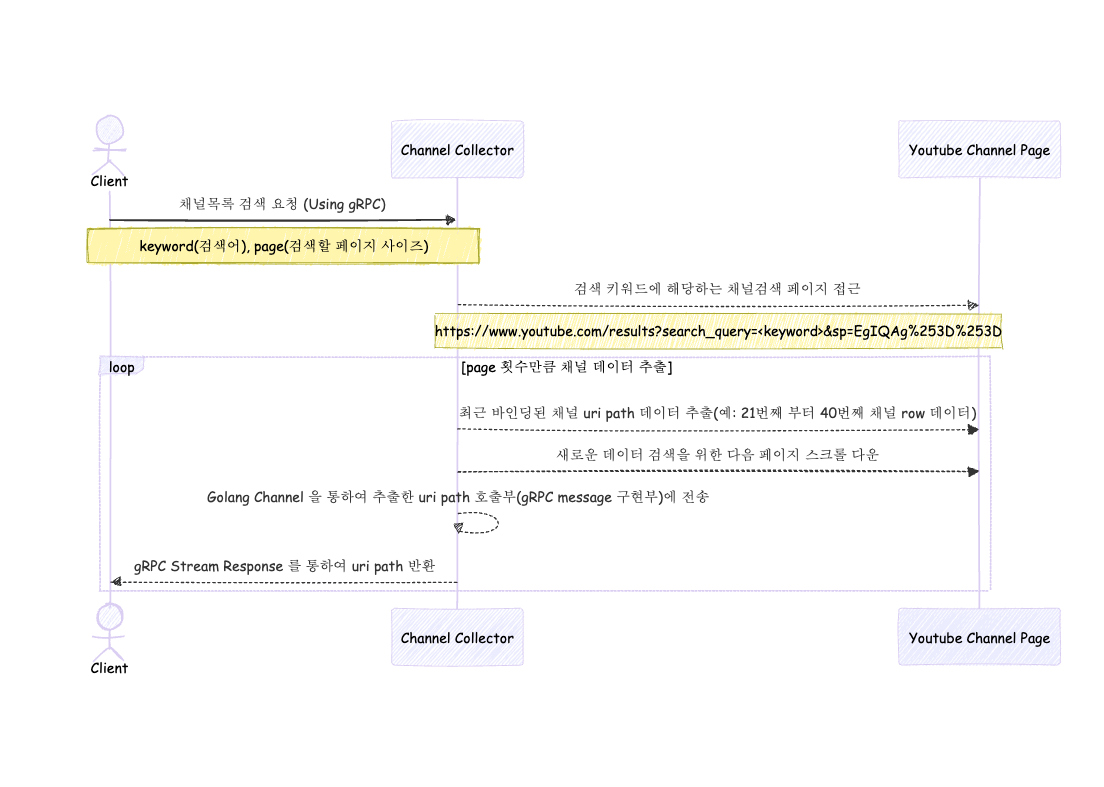 Client
Channel Collector
Youtube Channel Page
채널목록 검색 요청 (Using gRPC)
keyword(검색어), page(검색할 페이지 사이즈)
검색 키워드에 해당하는 채널검색 페이지 접근
https://www.youtube.com/results?search_query=<keyword>&sp=EgIQAg%253D%253D
loop
[page 횟수만큼 채널 데이터 추출]
최근 바인딩된 채널 uri path 데이터 추출(예: 21번째 부터 40번째 채널 row 데이터)
새로운 데이터 검색을 위한 다음 페이지 스크롤 다운
Golang Channel 을 통하여 추출한 uri path 호출부(gRPC message 구현부)에 전송
gRPC Stream Response 를 통하여 uri path 반환
Client
Channel Collector
Youtube Channel Page